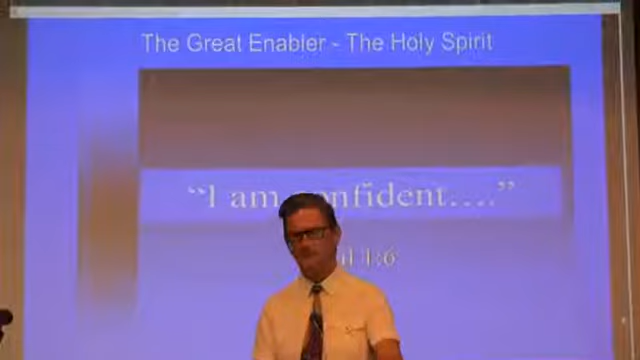 The Great Enabler - The Holy Spirit
“I am confident….”
1:6